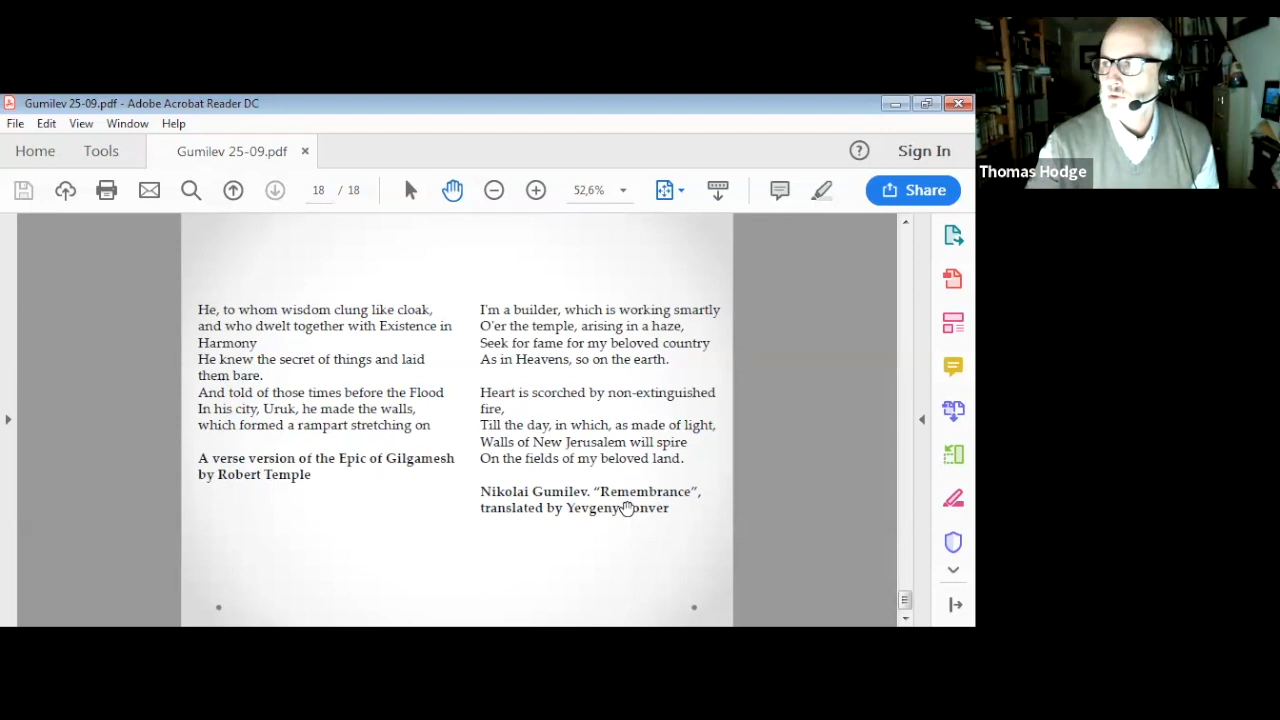 Gumilev 25-09.pdf - Adobe Acrobat Reader DC
File Edit View Window Help
Home Tools Gumilev 25-09.pdf × Sign In
18 / 18 52,6% Share
He, to whom wisdom clung like cloak,
and who dwelt together with Existence in
Harmony
He knew the secret of things and laid
them bare.
And told of those times before the Flood
In his city, Uruk, he made the walls,
which formed a rampart stretching on
A verse version of the Epic of Gilgamesh
by Robert Temple
I'm a builder, which is working smartly
O'er the temple, arising in a haze,
Seek for fame for my beloved country
As in Heavens, so on the earth.
Heart is scorched by non-extinguished
fire,
Till the day, in which, as made of light,
Walls of New Jerusalem will spire
On the fields of my beloved land.
Nikolai Gumilev. “Remembrance”,
translated by Yevgeny
Thomas Hodge